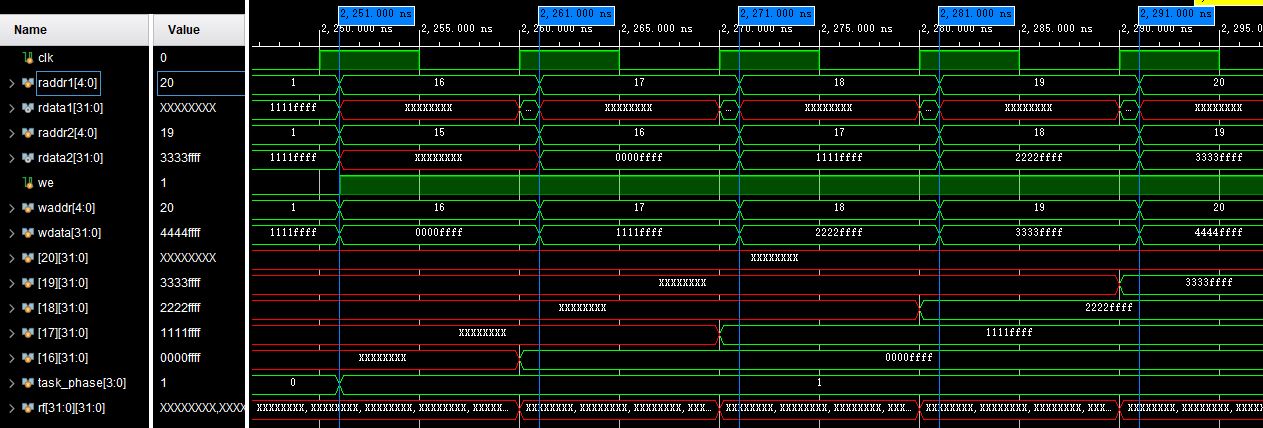 2,251.000 ns 2,261.000 ns 2,271.000 ns 2,281.000 ns 2,291.000 ns
Name Value 2,250.000 ns 2,255.000 ns 2,260.000 ns 2,265.000 ns 2,270.000 ns 2,275.000 ns 2,280.000 ns 2,285.000 ns 2,290.000 ns 2,295.0
clk 0
raddr1[4:0] 20 1 16 17 18 19 20
rdata1[31:0] XXXXXXXX 1111ffff XXXXXXXX ... XXXXXXXX ... XXXXXXXX ... XXXXXXXX ... XXXXXXXX
raddr2[4:0] 19 1 15 16 17 18 19
rdata2[31:0] 3333ffff 1111ffff XXXXXXXX 0000ffff 1111ffff 2222ffff 3333ffff
we 1
waddr[4:0] 20 1 16 17 18 19 20
wdata[31:0] 4444ffff 1111ffff 0000ffff 1111ffff 2222ffff 3333ffff 4444ffff
[20][31:0] XXXXXXXX XXXXXXXX
[19][31:0] 3333ffff XXXXXXXX 3333ffff
[18][31:0] 2222ffff XXXXXXXX 2222ffff
[17][31:0] 1111ffff XXXXXXXX 1111ffff
[16][31:0] 0000ffff XXXXXXXX 0000ffff
task_phase[3:0] 1 0 1
rf[31:0][31:0] XXXXXXXX,XXXX XXXXXXXX,XXXXXXXX,XXXXXXXX,XXXXX... XXXXXXXX,XXXXXXXX,XXX... XXXXXXXX,XXXXXXXX,XXX... XXXXXXXX,XXXXXXXX,XXX... XXXXXXXX,XXXXXXXX,XX